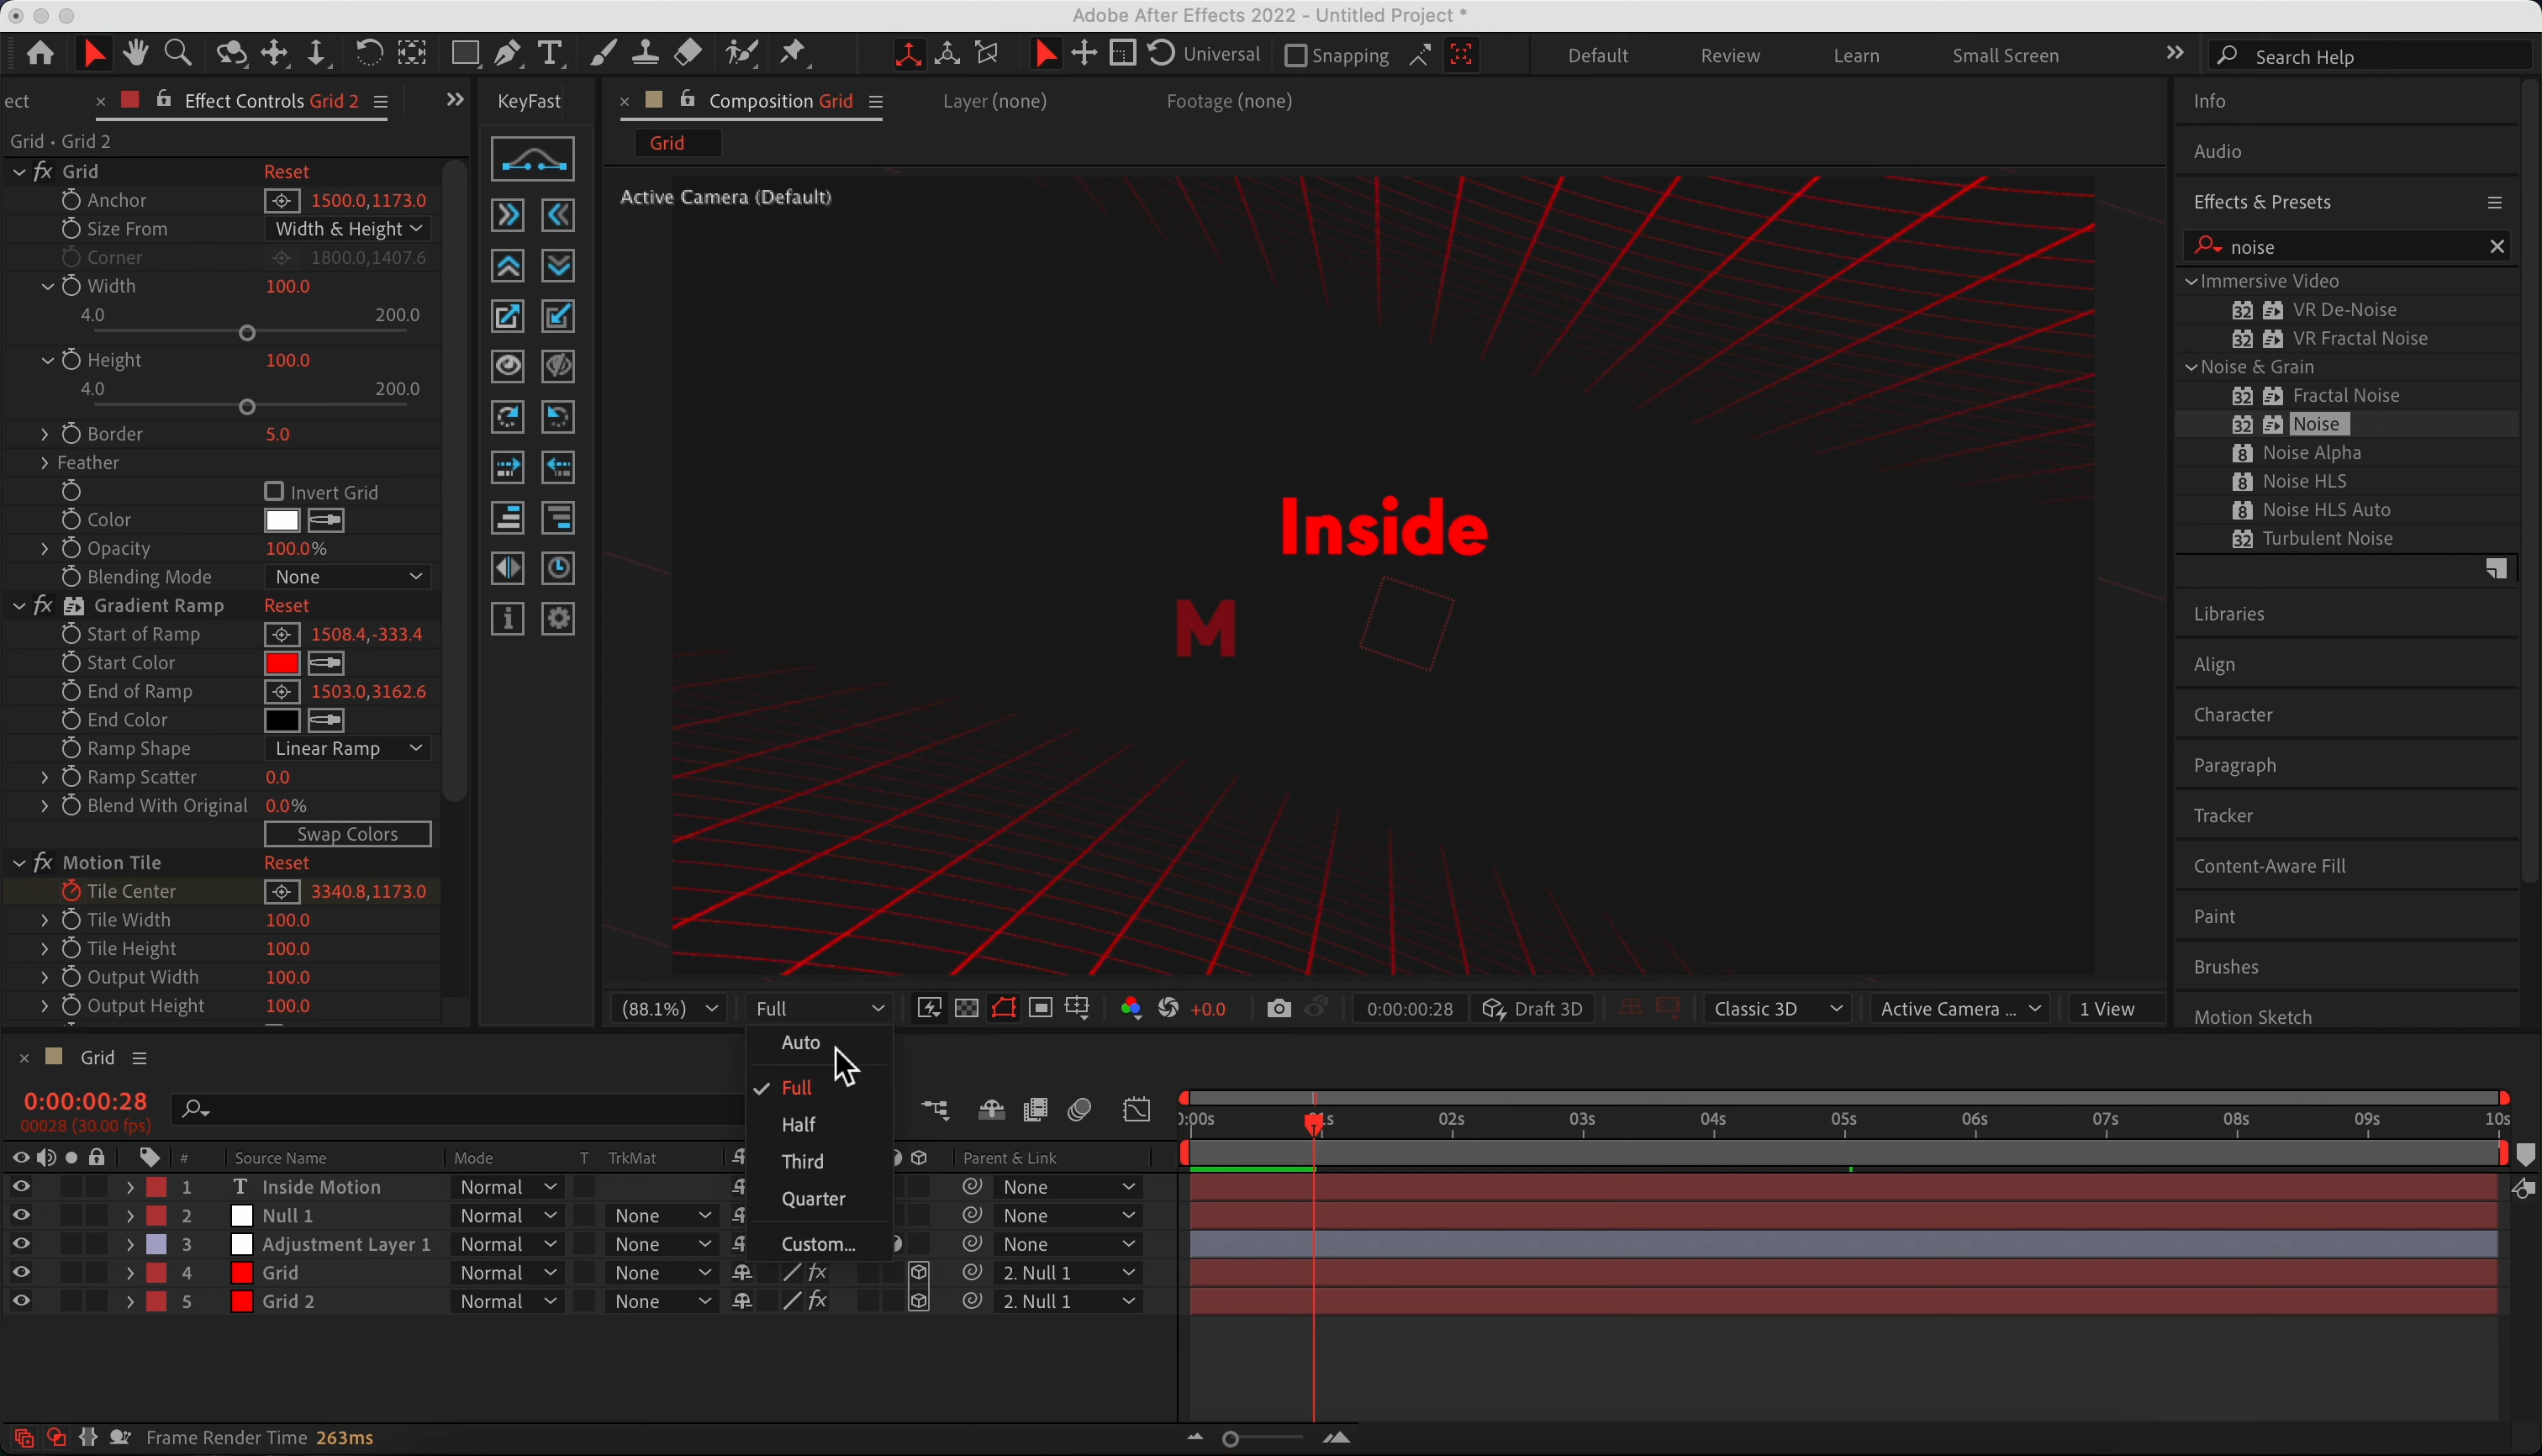 Adobe After Effects 2022 - Untitled Project *
Universal
Snapping
Default
Review
Learn
Small Screen
Search Help
ect
Effect Controls Grid 2
KeyFast
Composition Grid
Layer (none)
Footage (none)
Info
Grid • Grid 2
Grid
Audio
Grid Reset
Anchor 1500.0,1173.0
Size From Width & Height
Corner 1800.0,1407.6
Width 100.0
4.0 200.0
Height 100.0
4.0 200.0
Border 5.0
Feather
Invert Grid
Color
Opacity 100.0%
Blending Mode None
Gradient Ramp Reset
Start of Ramp 1508.4,-333.4
Start Color
End of Ramp 1503.0,3162.6
End Color
Ramp Shape Linear Ramp
Ramp Scatter 0.0
Blend With Original 0.0%
Swap Colors
Motion Tile Reset
Tile Center 3340.8,1173.0
Tile Width 100.0
Tile Height 100.0
Output Width 100.0
Output Height 100.0
Active Camera (Default)
Inside
M
Effects & Presets
noise
Immersive Video
32 VR De-Noise
32 VR Fractal Noise
Noise & Grain
32 Fractal Noise
32 Noise
8 Noise Alpha
8 Noise HLS
8 Noise HLS Auto
32 Turbulent Noise
Libraries
Align
Character
Paragraph
Tracker
Content-Aware Fill
Paint
Brushes
Motion Sketch
(88.1%) Full +0.0 0:00:00:28 Draft 3D Classic 3D Active Camera ... 1 View
Auto
Full
Half
Third
Quarter
Custom...
Grid
0:00:00:28
00028 (30.00 fps)
):00s 02s 03s 04s 05s 06s 07s 08s 09s 10s
# Source Name Mode T TrkMat Parent & Link
1 T Inside Motion Normal None
2 Null 1 Normal None None
3 Adjustment Layer 1 Normal None None
4 Grid Normal None fx 2. Null 1
5 Grid 2 Normal None fx 2. Null 1
Frame Render Time 263ms